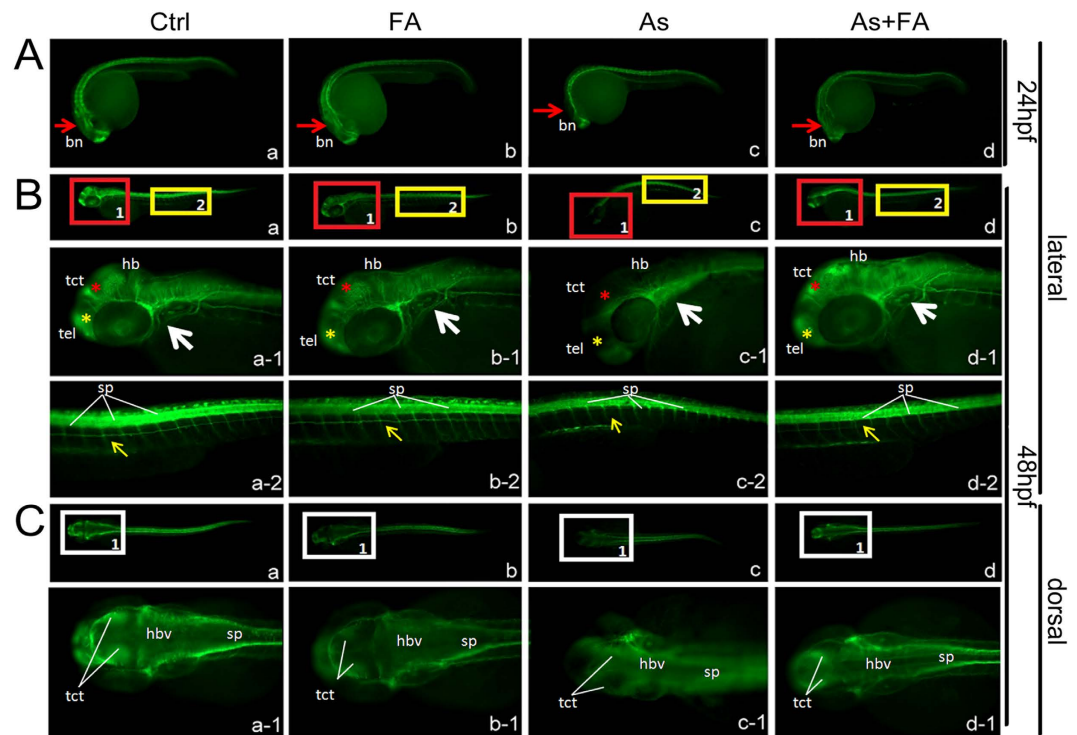 Ctrl FA As As+FA
A
bn a
bn b
bn c
bn d
24hpf
B
1 2 a
1 2 b
1 2 c
1 2 d
tct hb tel a-1
tct hb tel b-1
tct hb tel c-1
tct hb tel d-1
lateral
sp a-2
sp b-2
sp c-2
sp d-2
48hpf
C
1 a
1 b
1 c
1 d
hbv sp tct a-1
hbv sp tct b-1
hbv sp tct c-1
hbv sp tct d-1
dorsal